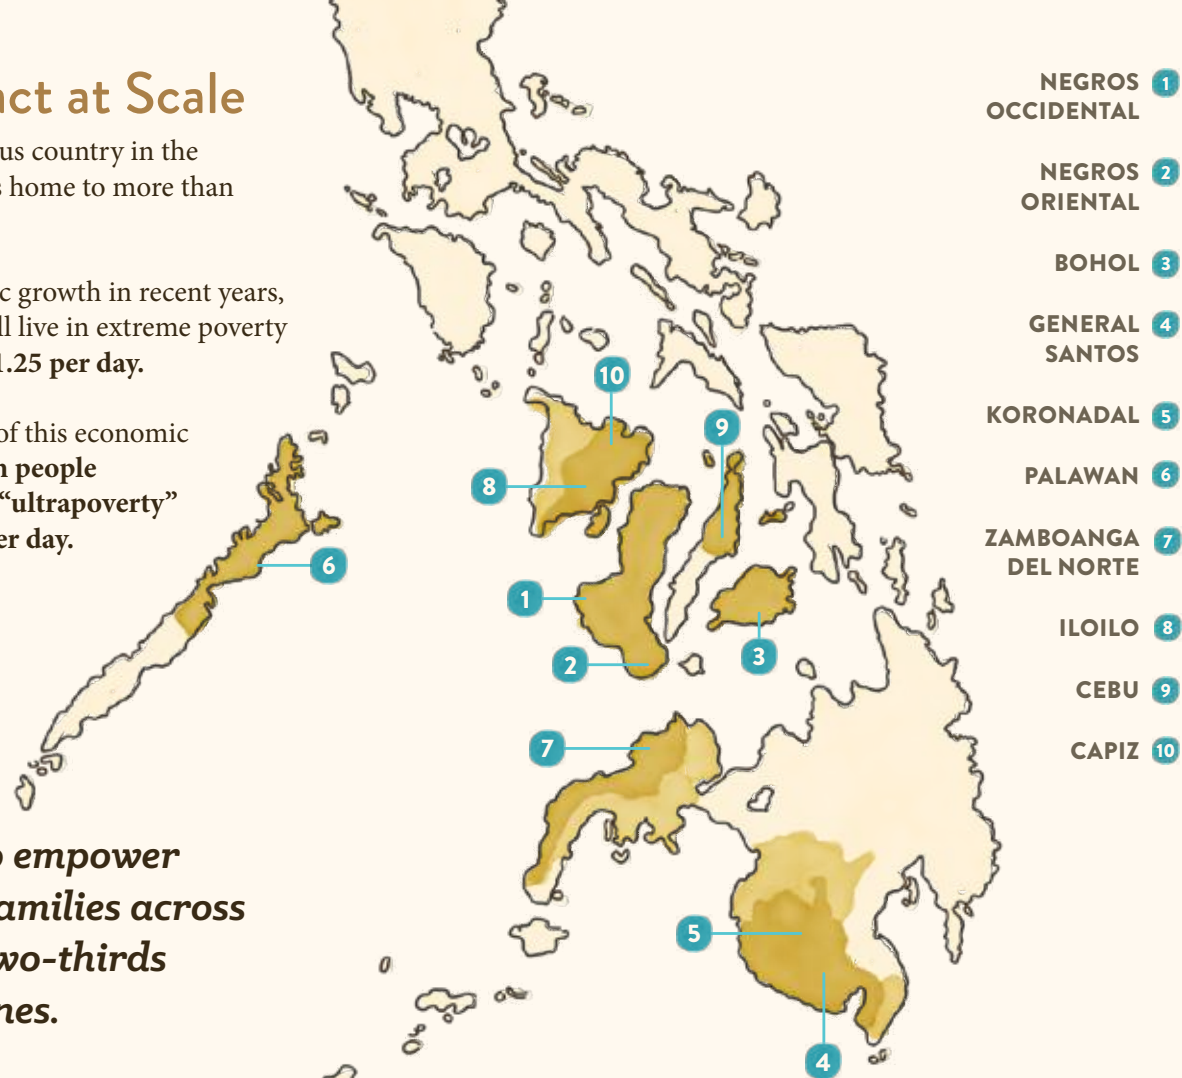 act at Scale
us country in the
s home to more than
c growth in recent years,
ll live in extreme poverty
1.25 per day.
of this economic
n people
“ultrapoverty”
er day.
o empower
amilies across
wo-thirds
nes.
10
9
8
6
1
2
3
7
5
4
NEGROS 1
OCCIDENTAL
NEGROS 2
ORIENTAL
BOHOL 3
GENERAL 4
SANTOS
KORONADAL 5
PALAWAN 6
ZAMBOANGA 7
DEL NORTE
ILOILO 8
CEBU 9
CAPIZ 10